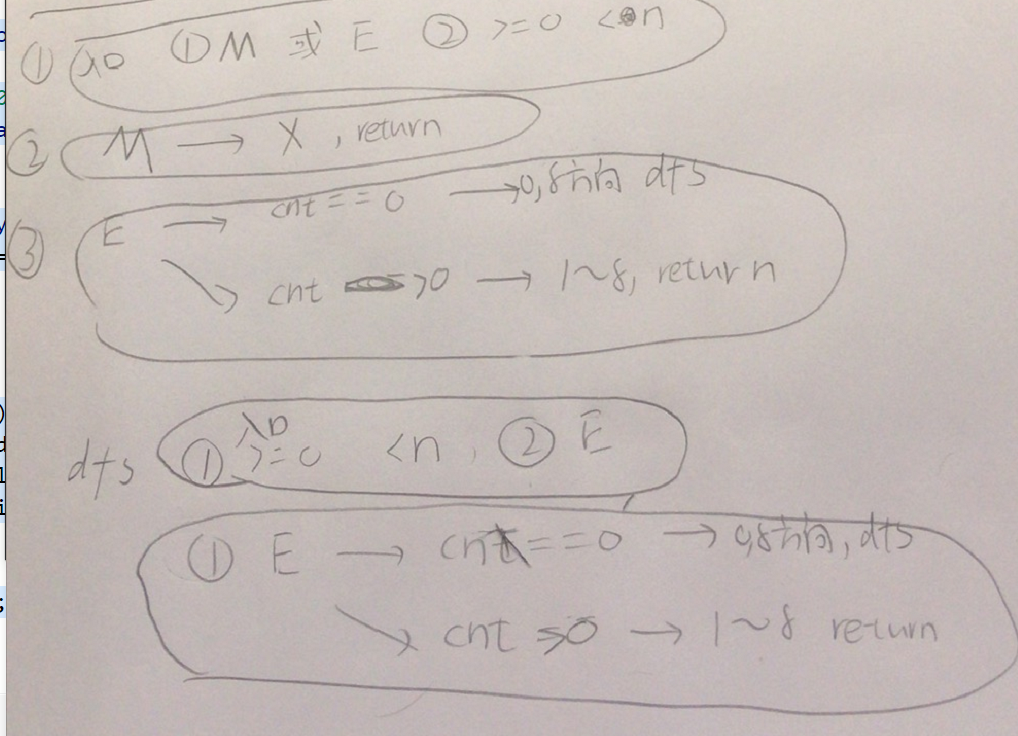 ① 入口 ① M 或 E ② >=0 <n
② M → X , return
③ E → cnt == 0 → 0,8方向 dfs
↘ cnt >0 → 1~8, return
dfs ① 入口 >=0 <n , ② E
① E → cnt == 0 → 0,8方向, dfs
↘ cnt >0 → 1~8 return